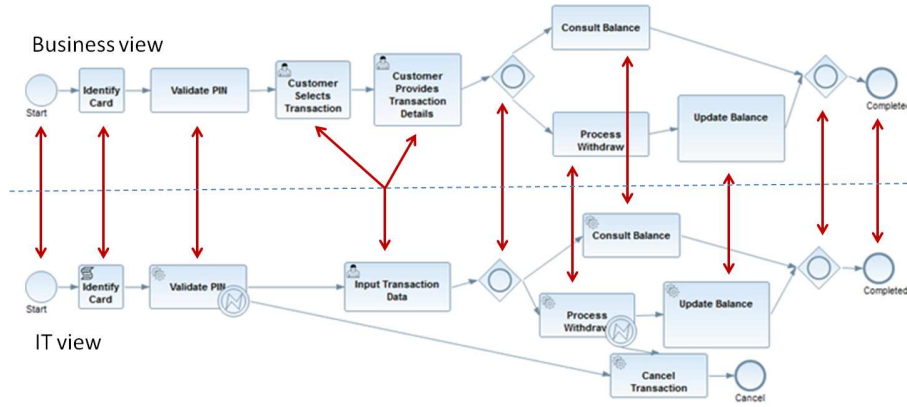 Business view
Start
Identify
Card
Validate PIN
Customer
Selects
Transaction
Customer
Provides
Transaction
Details
Consult Balance
Process
Withdraw
Update Balance
Completed
IT view
Start
Identify
Card
Validate PIN
Input Transaction
Data
Consult Balance
Process
Withdraw
Update Balance
Completed
Cancel
Transaction
Cancel